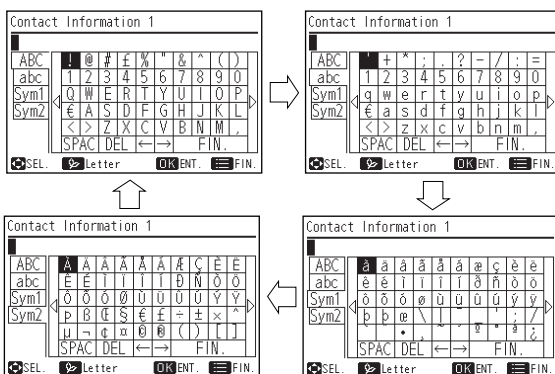 Contact Information 1
ABC ! @ # £ % " & ^ ( )
abc 1 2 3 4 5 6 7 8 9 0
Sym1 Q W E R T Y U I O P
Sym2 € A S D F G H J K L
< > Z X C V B N M ,
SPAC DEL ← → FIN.
SEL. Letter OK ENT. FIN.
Contact Information 1
ABC ' + * ; . ? - / : =
abc 1 2 3 4 5 6 7 8 9 0
Sym1 q w e r t y u i o p
Sym2 € a s d f g h j k l
< > z x c v b n m ,
SPAC DEL ← → FIN.
SEL. Letter OK ENT. FIN.
Contact Information 1
ABC À Æ Ç
abc Ð Ñ
Sym1 Ø
Sym2 Þ ß Œ § € £ ÷ ± × ^
µ ¬ ¢ ¤ ( ) [ ]
SPAC DEL ← → FIN.
SEL. Letter OK ENT. FIN.
Contact Information 1
ABC à æ ç
abc ð ñ
Sym1 ø
Sym2 œ \ | ; /
SPAC DEL ← → FIN.
SEL. Letter OK ENT. FIN.